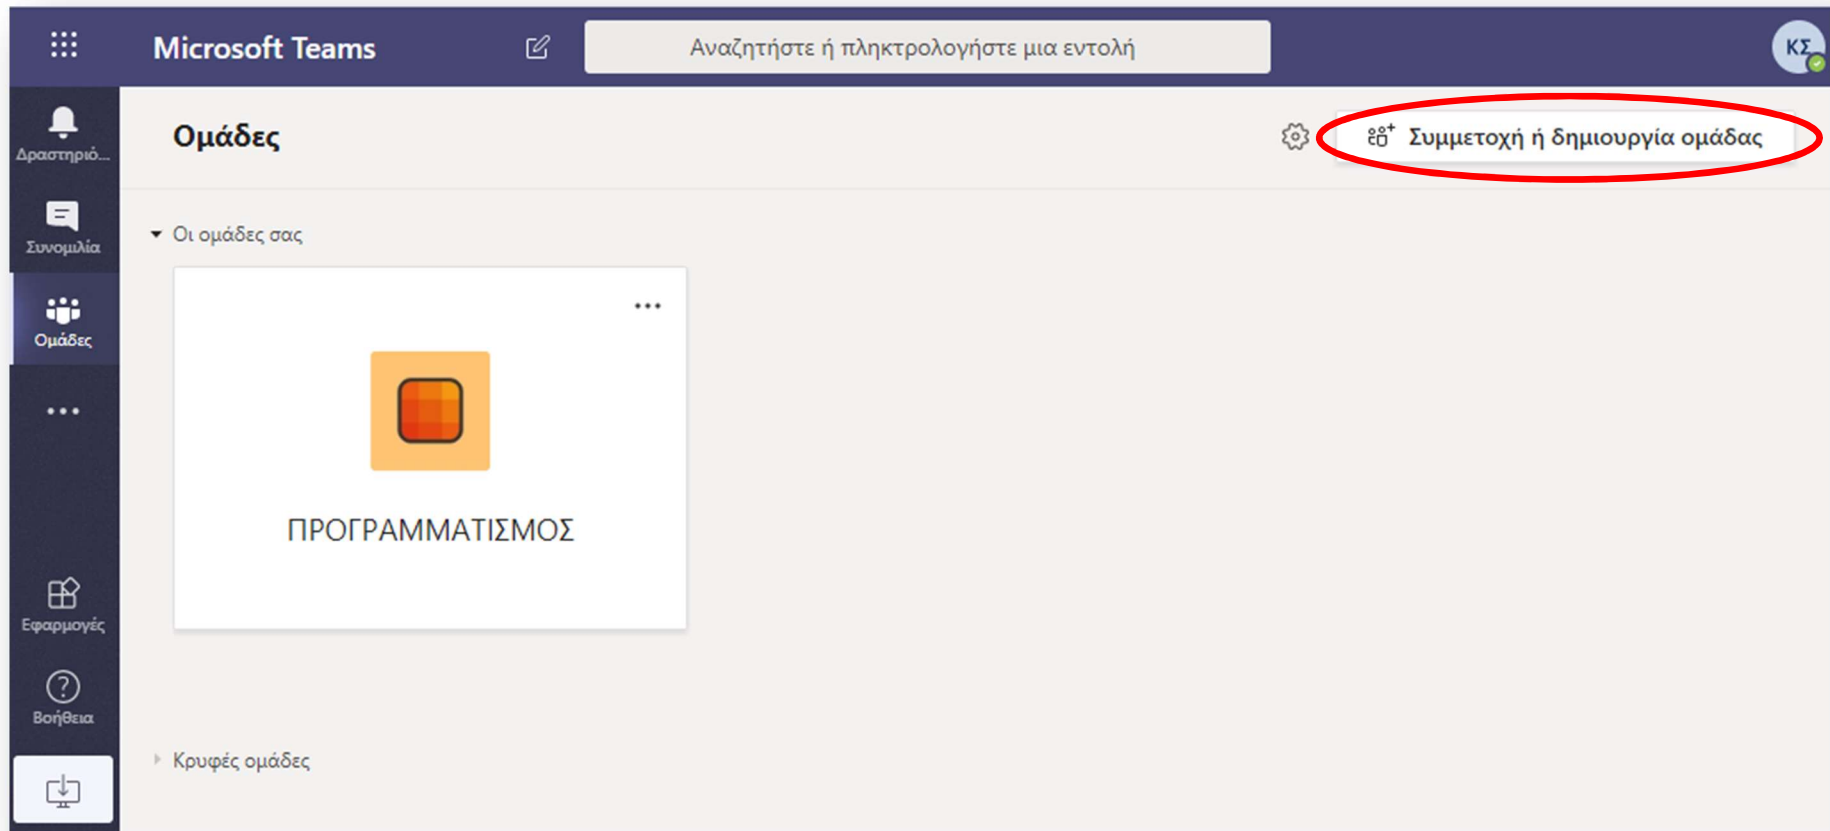 Microsoft Teams
Αναζητήστε ή πληκτρολογήστε μια εντολή
ΚΣ
Δραστηριό...
Ομάδες
Συμμετοχή ή δημιουργία ομάδας
Συνομιλία
Οι ομάδες σας
Ομάδες
ΠΡΟΓΡΑΜΜΑΤΙΣΜΟΣ
Εφαρμογές
Βοήθεια
Κρυφές ομάδες